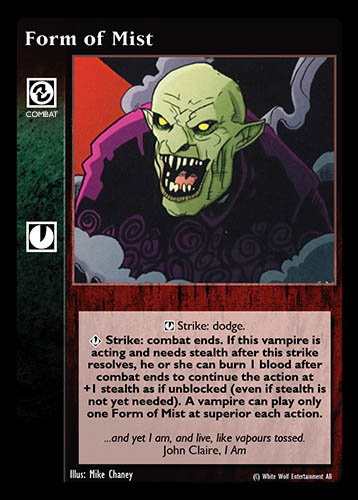 Form of Mist
COMBAT
Strike: dodge.
Strike: combat ends. If this vampire is
acting and needs stealth after this strike
resolves, he or she can burn 1 blood after
combat ends to continue the action at
+1 stealth as if unblocked (even if stealth is
not yet needed). A vampire can play only
one Form of Mist at superior each action.
...and yet I am, and live, like vapours tossed.
John Claire, I Am
Illus: Mike Chaney
(C) White Wolf Entertainment AB